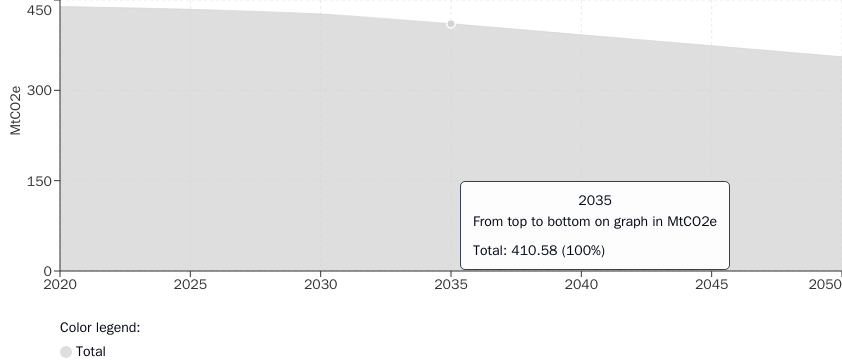 450
300
150
0
MtCO2e
2020 2025 2030 2035 2040 2045 2050
2035
From top to bottom on graph in MtCO2e
Total: 410.58 (100%)
Color legend:
Total